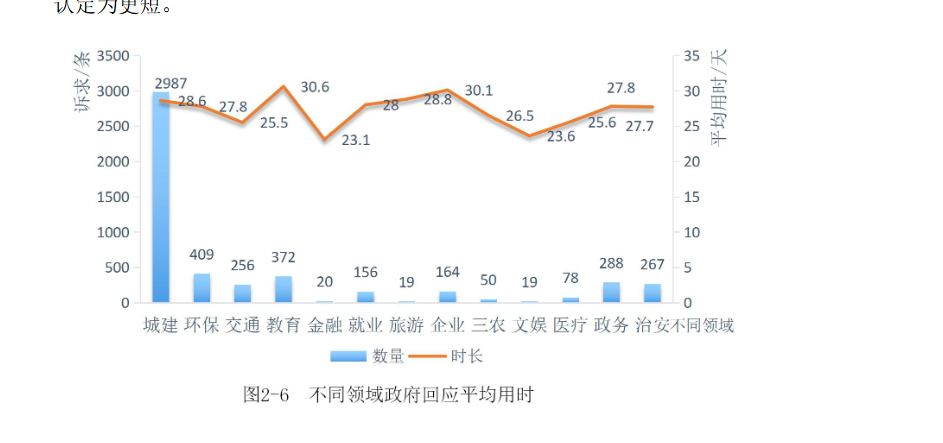 认定为更短。
诉求/条
平均用时/天
3500 35
3000 30
2500 25
2000 20
1500 15
1000 10
500 5
0 0
2987 28.6 27.8 25.5 30.6 23.1 28 28.8 30.1 26.5 23.6 25.6 27.8 27.7
409 256 372 20 156 19 164 50 19 78 288 267
城建 环保 交通 教育 金融 就业 旅游 企业 三农 文娱 医疗 政务 治安不同领域
数量 时长
图2-6 不同领域政府回应平均用时